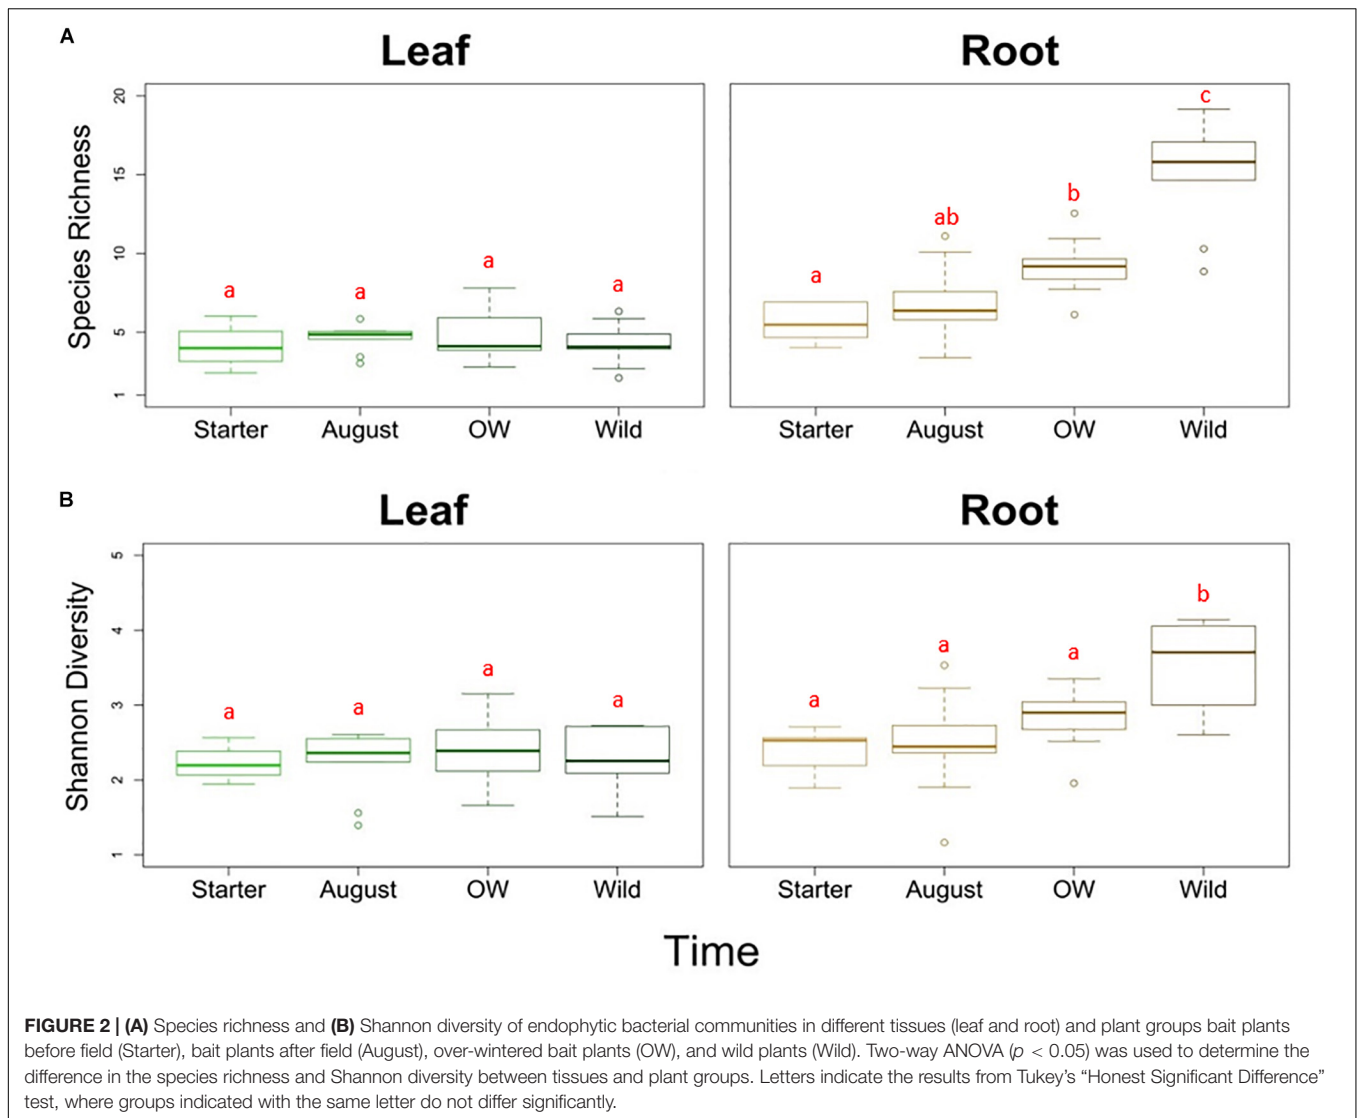 A
Leaf
Root
Species Richness
20
15
10
5
1
a
a
a
a
a
ab
b
c
Starter
August
OW
Wild
Starter
August
OW
Wild
B
Leaf
Root
Shannon Diversity
5
4
3
2
1
a
a
a
a
a
a
a
b
Starter
August
OW
Wild
Starter
August
OW
Wild
Time
FIGURE 2 | (A) Species richness and (B) Shannon diversity of endophytic bacterial communities in different tissues (leaf and root) and plant groups bait plants
before field (Starter), bait plants after field (August), over-wintered bait plants (OW), and wild plants (Wild). Two-way ANOVA (p < 0.05) was used to determine the
difference in the species richness and Shannon diversity between tissues and plant groups. Letters indicate the results from Tukey's “Honest Significant Difference”
test, where groups indicated with the same letter do not differ significantly.